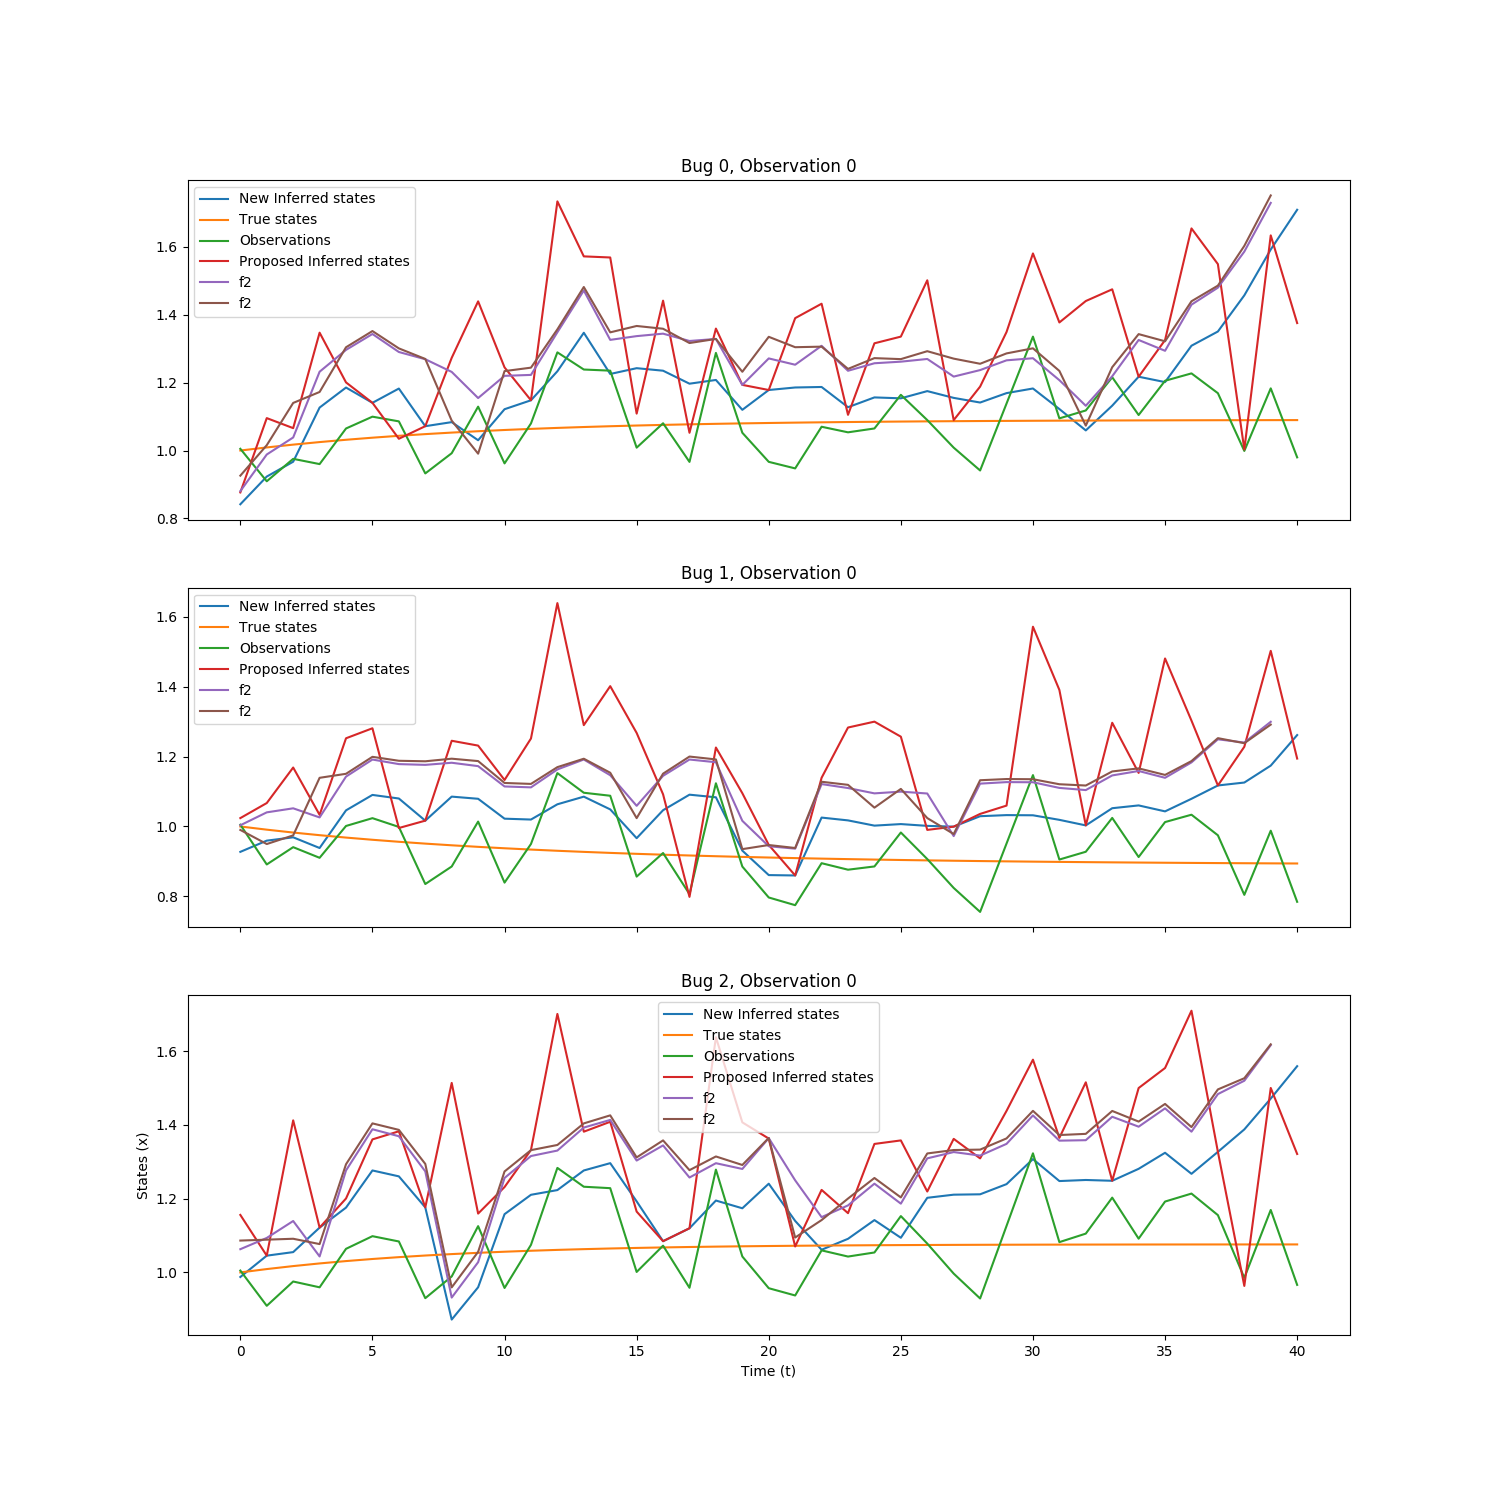 Bug 0, Observation 0
New Inferred states
True states
Observations
Proposed Inferred states
f2
f2
1.6
1.4
1.2
1.0
0.8
Bug 1, Observation 0
New Inferred states
True states
Observations
Proposed Inferred states
f2
f2
1.6
1.4
1.2
1.0
0.8
Bug 2, Observation 0
New Inferred states
True states
Observations
Proposed Inferred states
f2
f2
States (x)
1.6
1.4
1.2
1.0
0 5 10 15 20 25 30 35 40
Time (t)